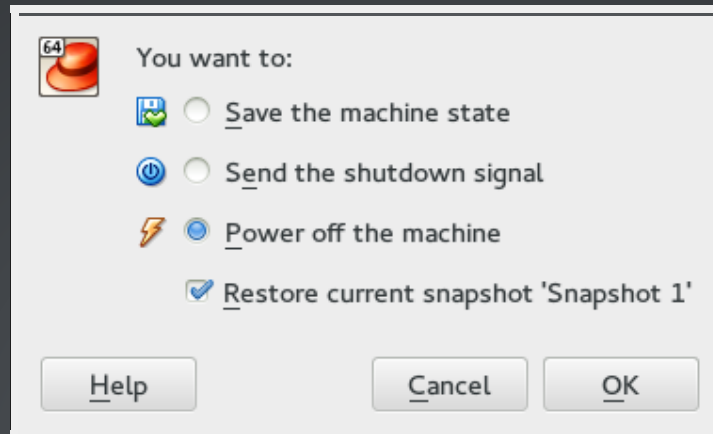 64
You want to:
Save the machine state
Send the shutdown signal
Power off the machine
Restore current snapshot 'Snapshot 1'
Help
Cancel
OK